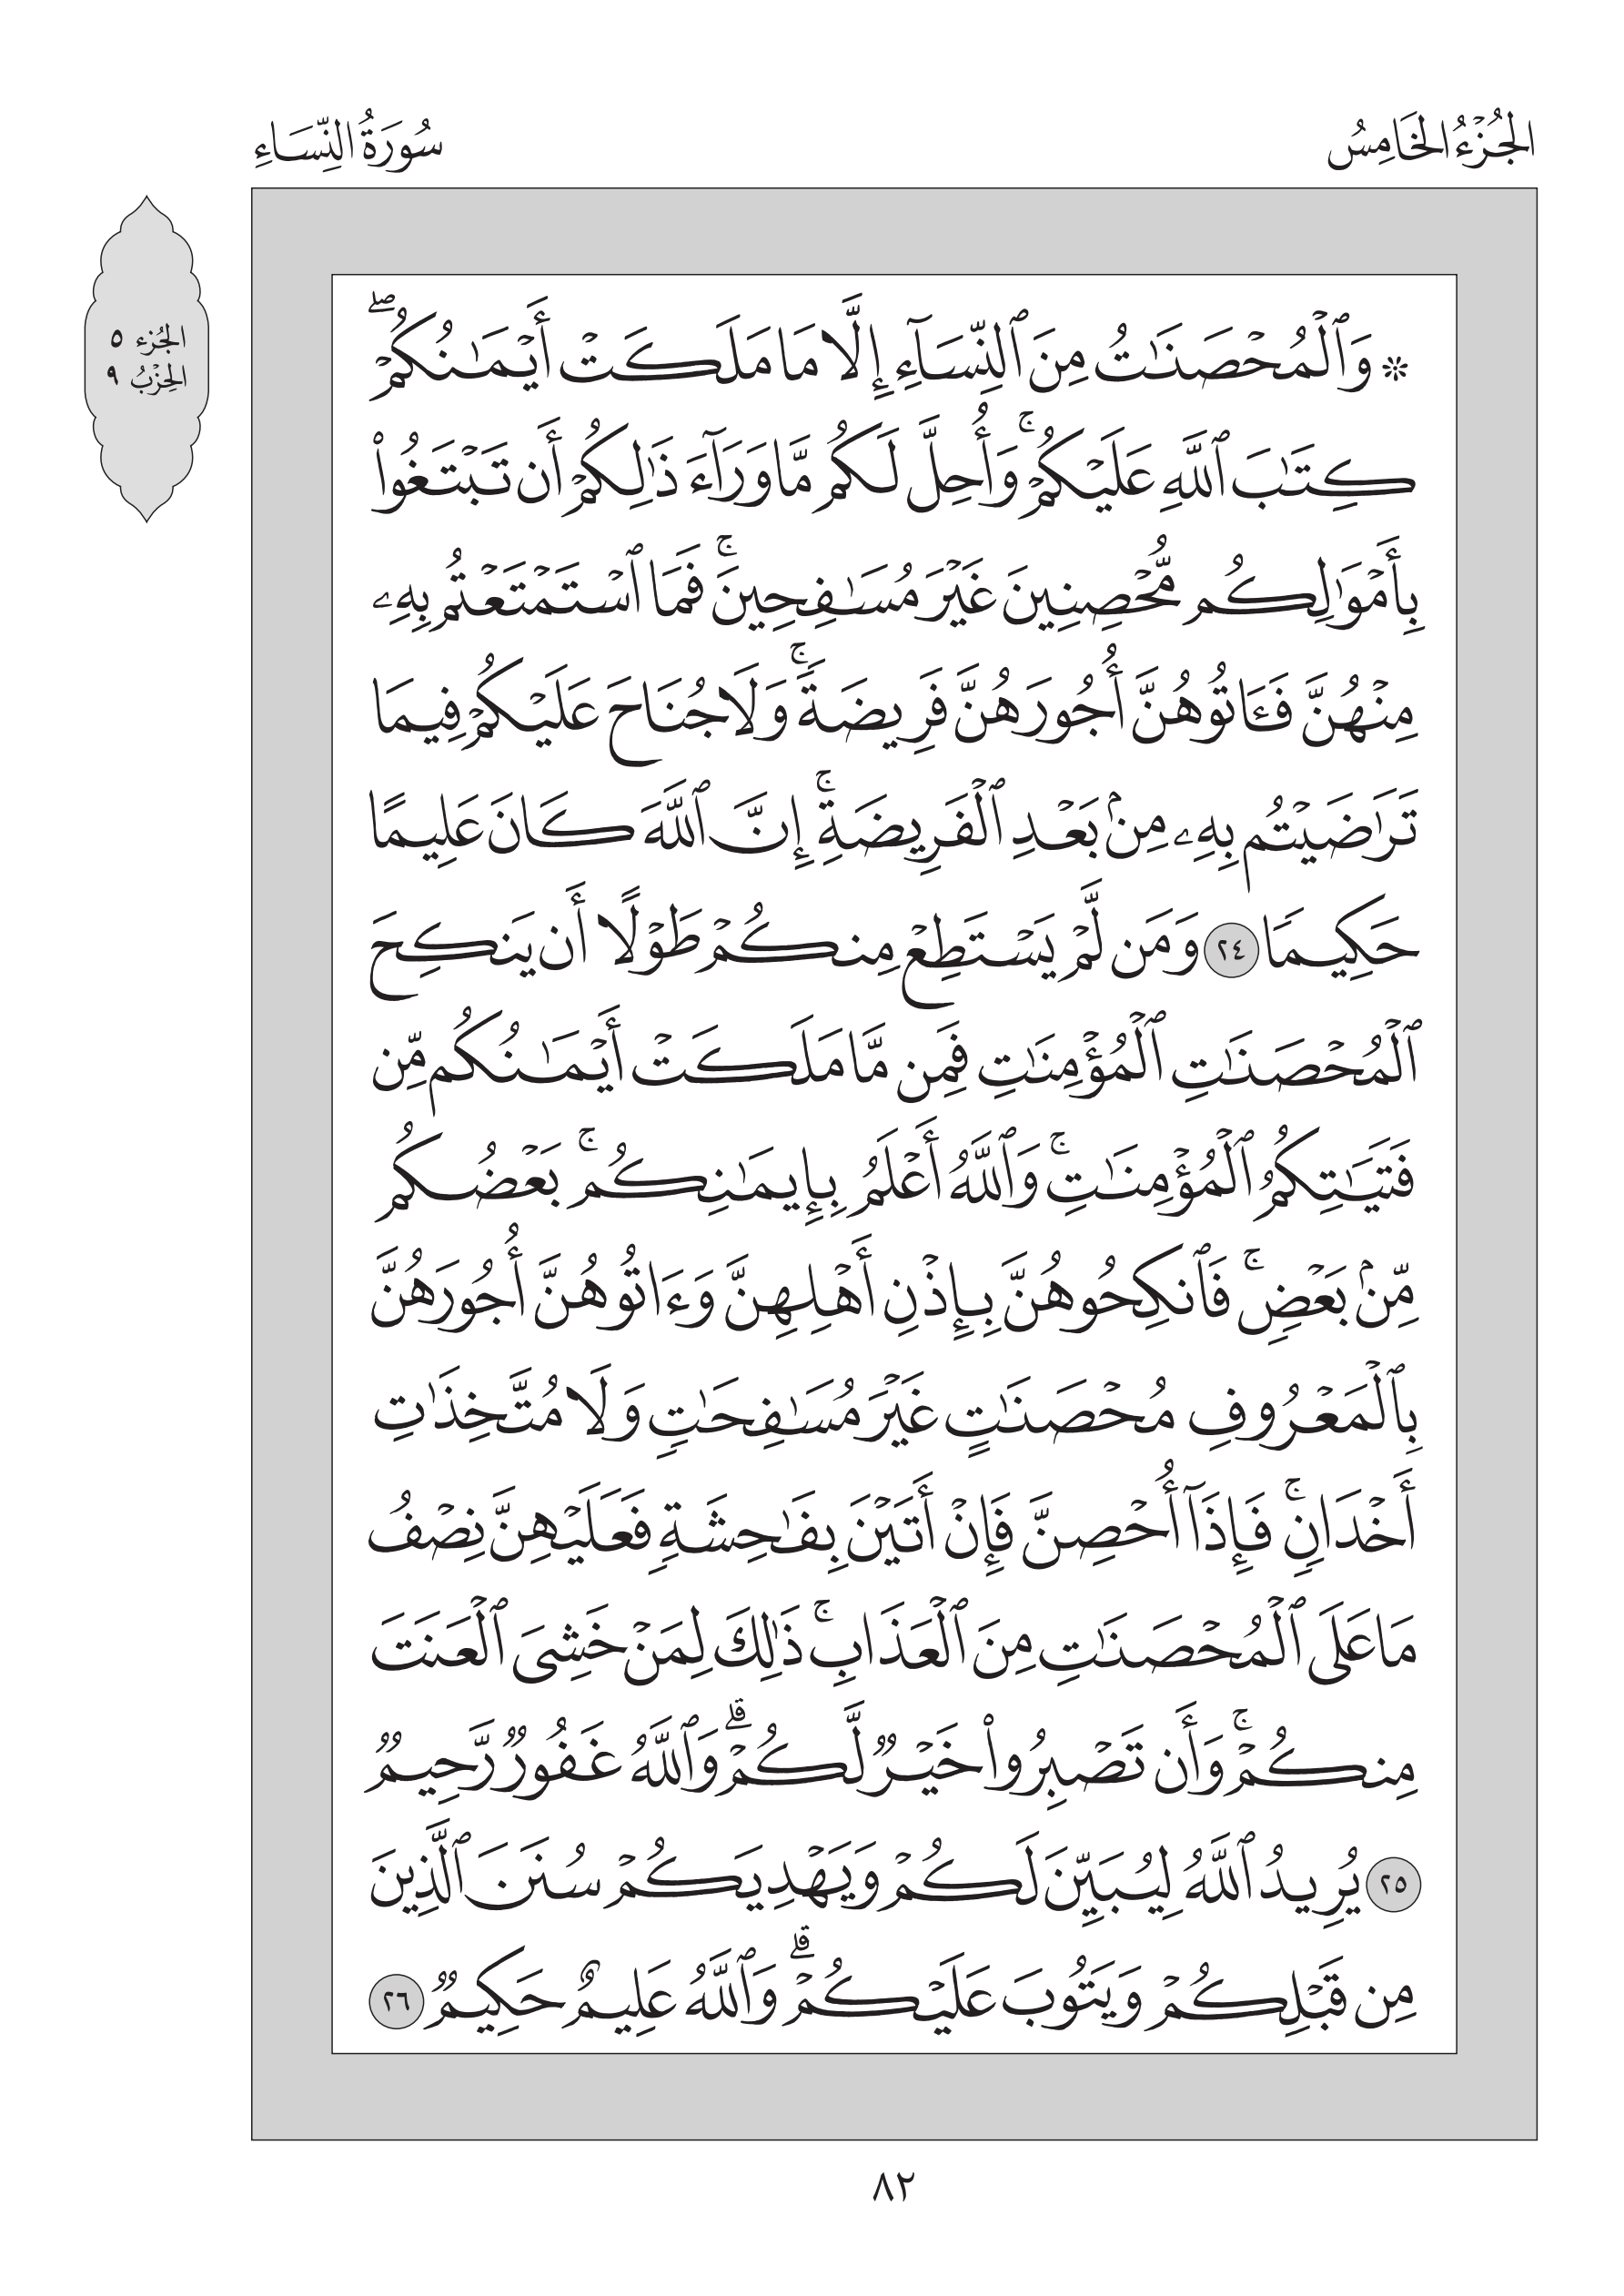 الجُزْءُ الخَامِسُ
سُورَةُ النِّسَاءِ
الجُزء ٥
الحِزْبُ ٩
۞ وَٱلْمُحْصَنَـٰتُ مِنَ ٱلنِّسَآءِ إِلَّا مَا مَلَكَتْ أَيْمَـٰنُكُمْ ۖ
كِتَـٰبَ ٱللَّهِ عَلَيْكُمْ ۚ وَأُحِلَّ لَكُم مَّا وَرَآءَ ذَٰلِكُمْ أَن تَبْتَغُوا۟
بِأَمْوَٰلِكُم مُّحْصِنِينَ غَيْرَ مُسَـٰفِحِينَ ۚ فَمَا ٱسْتَمْتَعْتُم بِهِۦ
مِنْهُنَّ فَـَٔاتُوهُنَّ أُجُورَهُنَّ فَرِيضَةً ۚ وَلَا جُنَاحَ عَلَيْكُمْ فِيمَا
تَرَٰضَيْتُم بِهِۦ مِنۢ بَعْدِ ٱلْفَرِيضَةِ ۚ إِنَّ ٱللَّهَ كَانَ عَلِيمًا
حَكِيمًا ٢٤ وَمَن لَّمْ يَسْتَطِعْ مِنكُمْ طَوْلًا أَن يَنكِحَ
ٱلْمُحْصَنَـٰتِ ٱلْمُؤْمِنَـٰتِ فَمِن مَّا مَلَكَتْ أَيْمَـٰنُكُم مِّن
فَتَيَـٰتِكُمُ ٱلْمُؤْمِنَـٰتِ ۚ وَٱللَّهُ أَعْلَمُ بِإِيمَـٰنِكُم ۚ بَعْضُكُم
مِّنۢ بَعْضٍ ۚ فَٱنكِحُوهُنَّ بِإِذْنِ أَهْلِهِنَّ وَءَاتُوهُنَّ أُجُورَهُنَّ
بِٱلْمَعْرُوفِ مُحْصَنَـٰتٍ غَيْرَ مُسَـٰفِحَـٰتٍ وَلَا مُتَّخِذَٰتِ
أَخْدَانٍ ۚ فَإِذَآ أُحْصِنَّ فَإِنْ أَتَيْنَ بِفَـٰحِشَةٍ فَعَلَيْهِنَّ نِصْفُ
مَا عَلَى ٱلْمُحْصَنَـٰتِ مِنَ ٱلْعَذَابِ ۚ ذَٰلِكَ لِمَنْ خَشِىَ ٱلْعَنَتَ
مِنكُمْ ۚ وَأَن تَصْبِرُوا۟ خَيْرٌ لَّكُمْ ۗ وَٱللَّهُ غَفُورٌ رَّحِيمٌ
٢٥ يُرِيدُ ٱللَّهُ لِيُبَيِّنَ لَكُمْ وَيَهْدِيَكُمْ سُنَنَ ٱلَّذِينَ
مِن قَبْلِكُمْ وَيَتُوبَ عَلَيْكُمْ ۗ وَٱللَّهُ عَلِيمٌ حَكِيمٌ ٢٦
٨٢